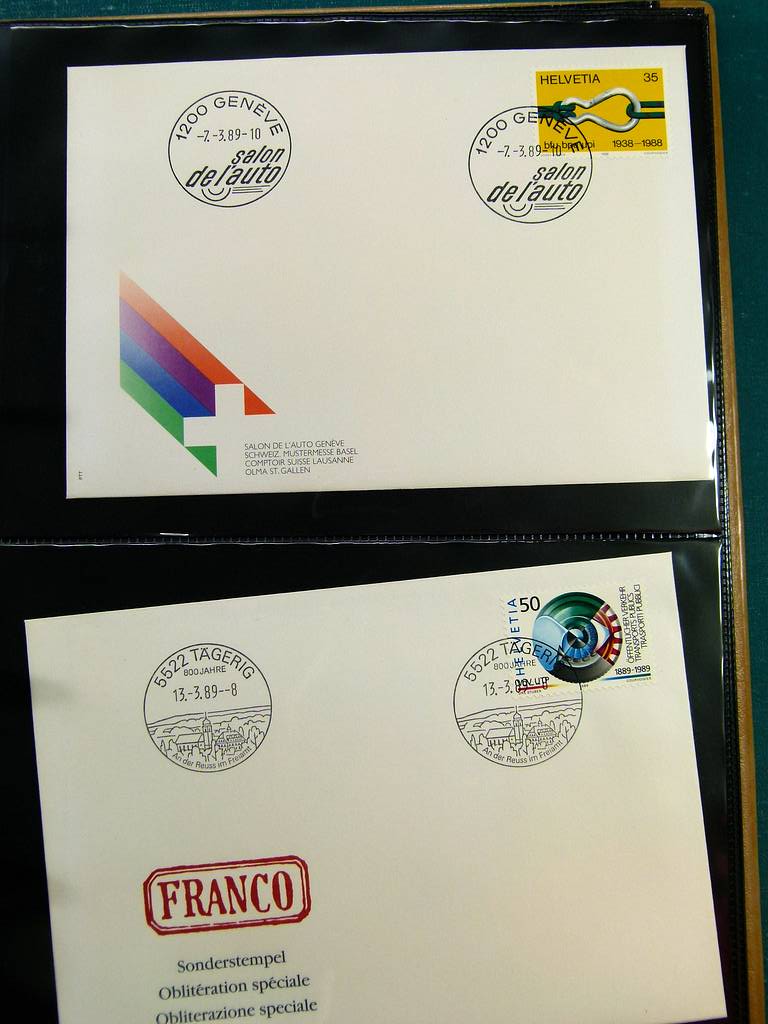 1200 GENÈVE
-7.-3.89-10
salon
de l'auto
HELVETIA 35
1938–1988
1200 GENÈVE
-7.-3.89-10
salon
de l'auto
SALON DE L'AUTO GENÈVE
SCHWEIZ. MUSTERMESSE BASEL
COMPTOIR SUISSE LAUSANNE
OLMA ST. GALLEN
PTT
5522 TÄGERIG
800 JAHRE
13.-3.89--8
An der Reuss im Freiamt
HELVETIA 50
ÖFFENTLICHER VERKEHR
TRANSPORTS PUBLICS
TRASPORTI PUBBLICI
1889-1989
5522 TÄGERIG
800 JAHRE
13.-3.89--8
An der Reuss im Freiamt
FRANCO
Sonderstempel
Oblitération spéciale
Obliterazione speciale